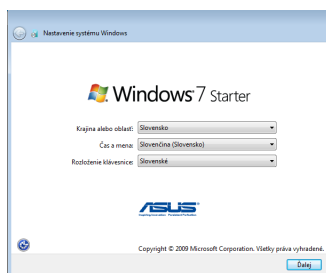 Nastavenie systému Windows
Windows 7 Starter
Krajina alebo oblasť: Slovensko
Čas a mena: Slovenčina (Slovensko)
Rozloženie klávesnice: Slovenské
ASUS
Copyright © 2009 Microsoft Corporation. Všetky práva vyhradené.
Ďalej